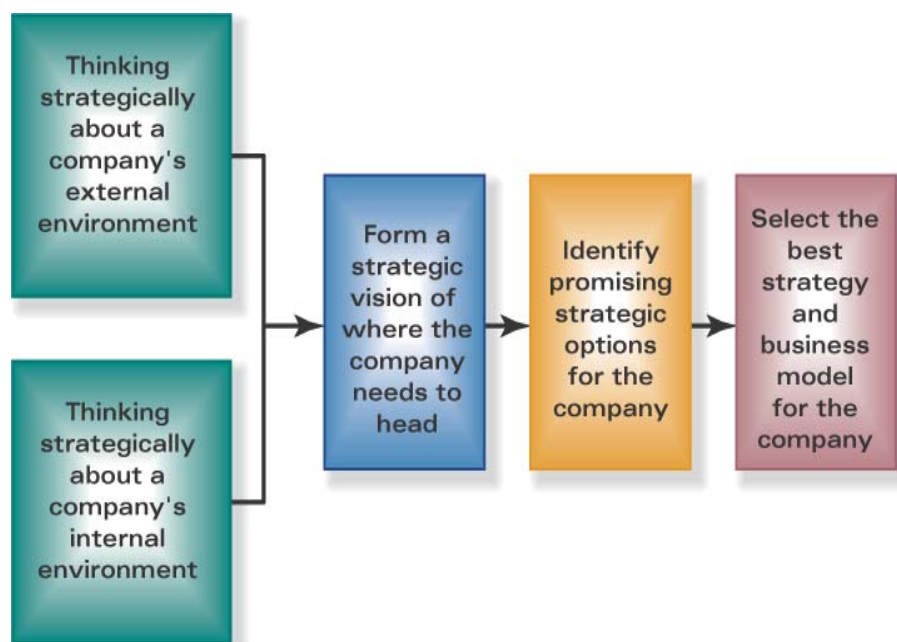 Thinking
strategically
about a
company's
external
environment
Thinking
strategically
about a
company's
internal
environment
Form a
strategic
vision of
where the
company
needs to
head
Identify
promising
strategic
options
for the
company
Select the
best
strategy
and
business
model
for the
company